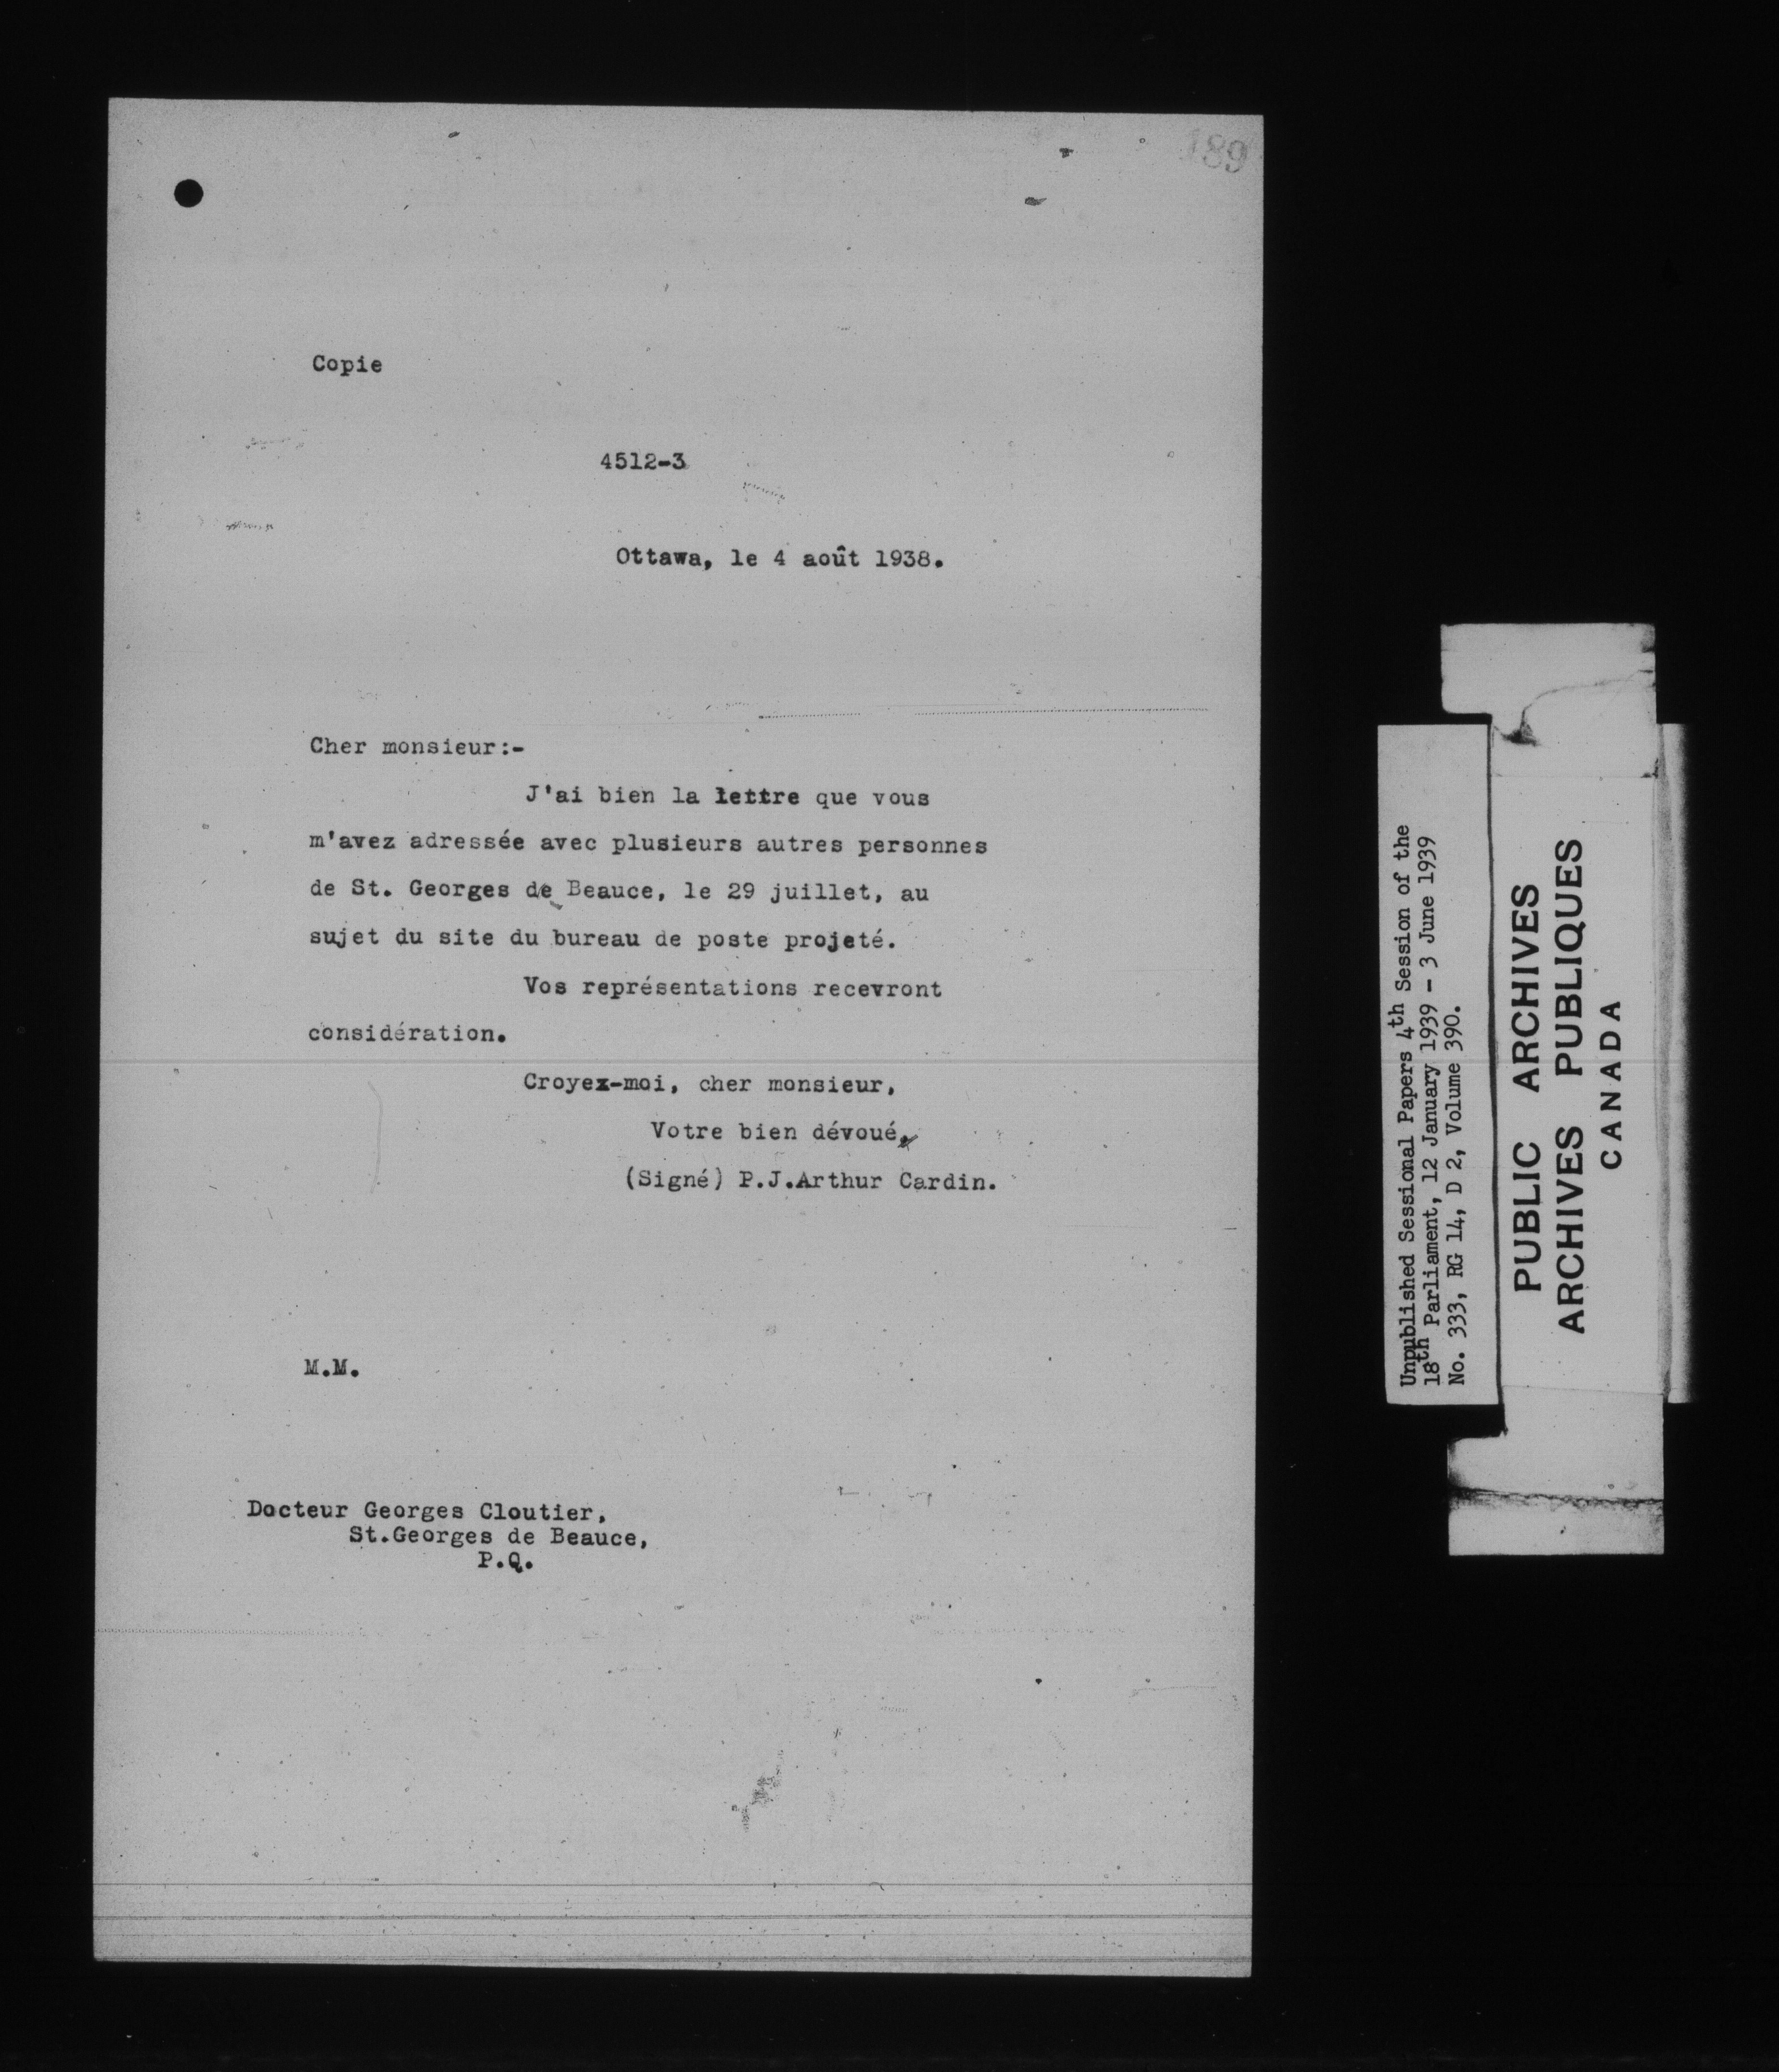 189
Copie
4512-3
Ottawa, le 4 août 1938.
Cher monsieur:-
J'ai bien la lettre que vous
m'avez adressée avec plusieurs autres personnes
de St. Georges de Beauce, le 29 juillet, au
sujet du site du bureau de poste projeté.
Vos représentations recevront
considération.
Croyez-moi, cher monsieur,
Votre bien dévoué,
(Signé) P.J.Arthur Cardin.
M.M.
Docteur Georges Cloutier,
St.Georges de Beauce,
P.Q.
Unpublished Sessional Papers 4th Session of the
18th Parliament, 12 January 1939 - 3 June 1939
No. 333, RG 14, D 2, Volume 390.
PUBLIC ARCHIVES
ARCHIVES PUBLIQUES
CANADA